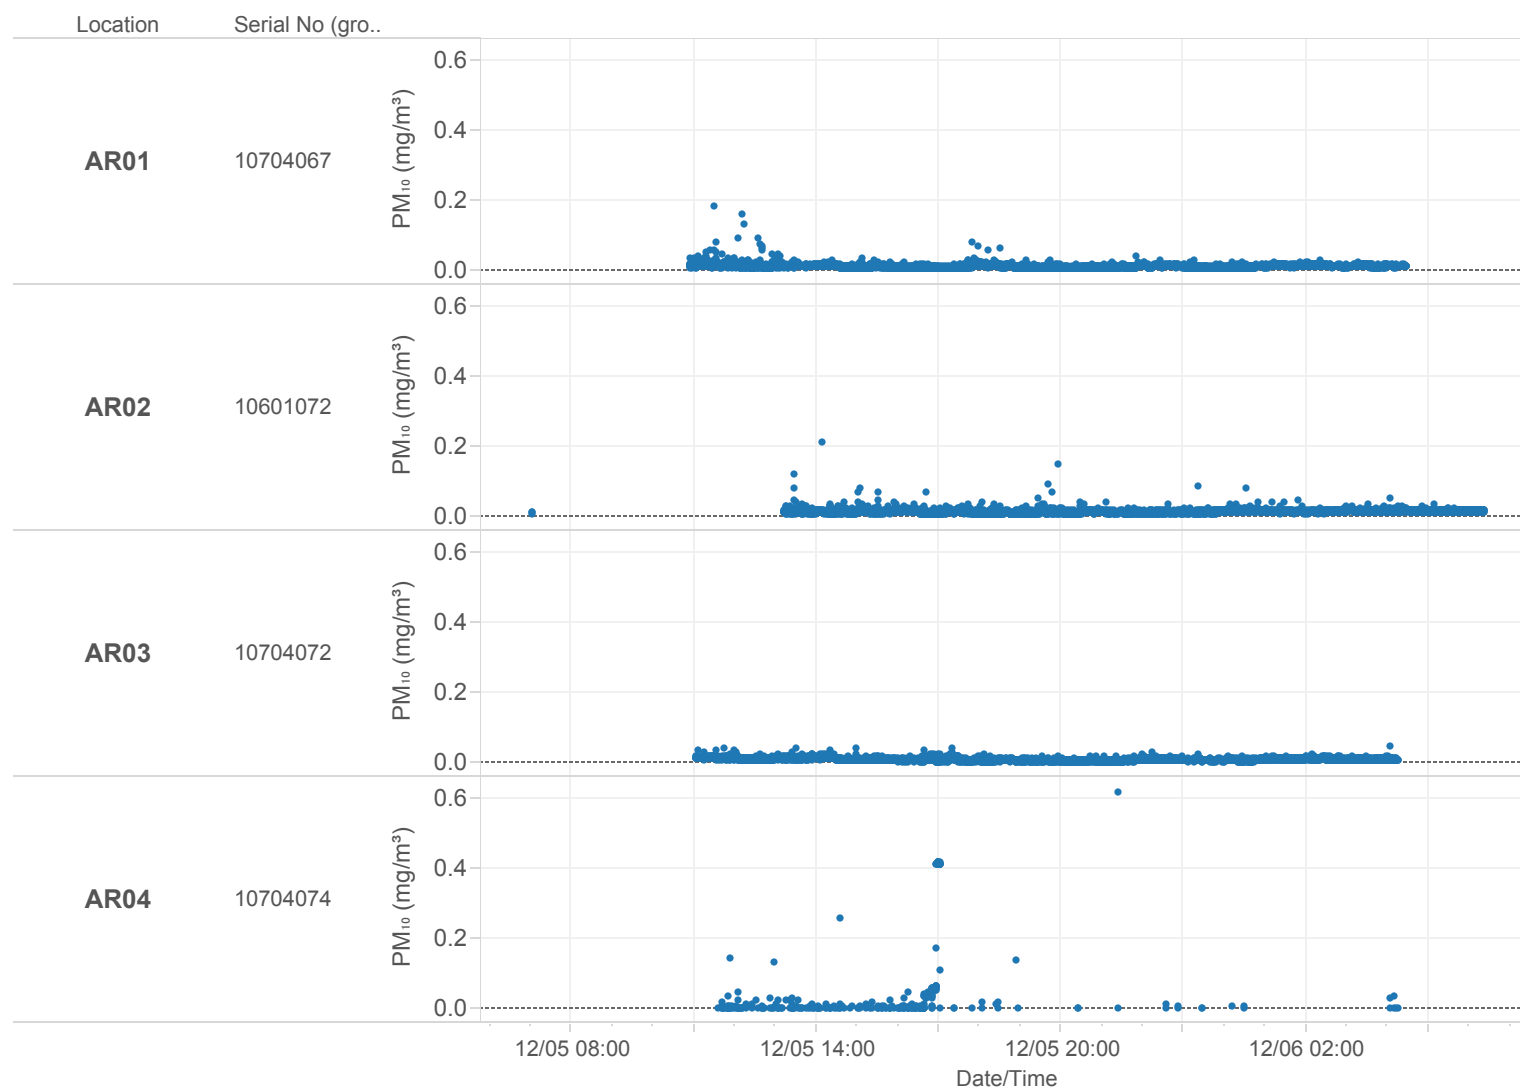 Location Serial No (gro..
AR01 10704067 PM₁₀ (mg/m³) 0.6 0.4 0.2 0.0
AR02 10601072 PM₁₀ (mg/m³) 0.6 0.4 0.2 0.0
AR03 10704072 PM₁₀ (mg/m³) 0.6 0.4 0.2 0.0
AR04 10704074 PM₁₀ (mg/m³) 0.6 0.4 0.2 0.0
12/05 08:00 12/05 14:00 12/05 20:00 12/06 02:00
Date/Time